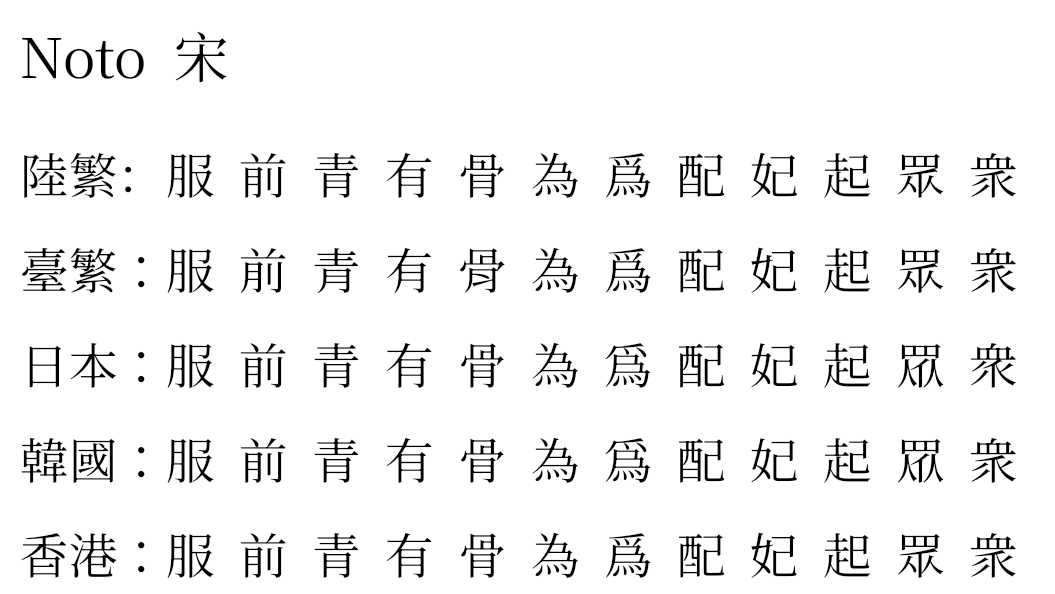 Noto 宋
陸繁: 服 前 青 有 骨 為 爲 配 妃 起 眾 衆
臺繁：服 前 青 有 骨 為 爲 配 妃 起 眾 衆
日本：服 前 青 有 骨 為 爲 配 妃 起 眾 衆
韓國：服 前 青 有 骨 為 爲 配 妃 起 眾 衆
香港：服 前 青 有 骨 為 爲 配 妃 起 眾 衆